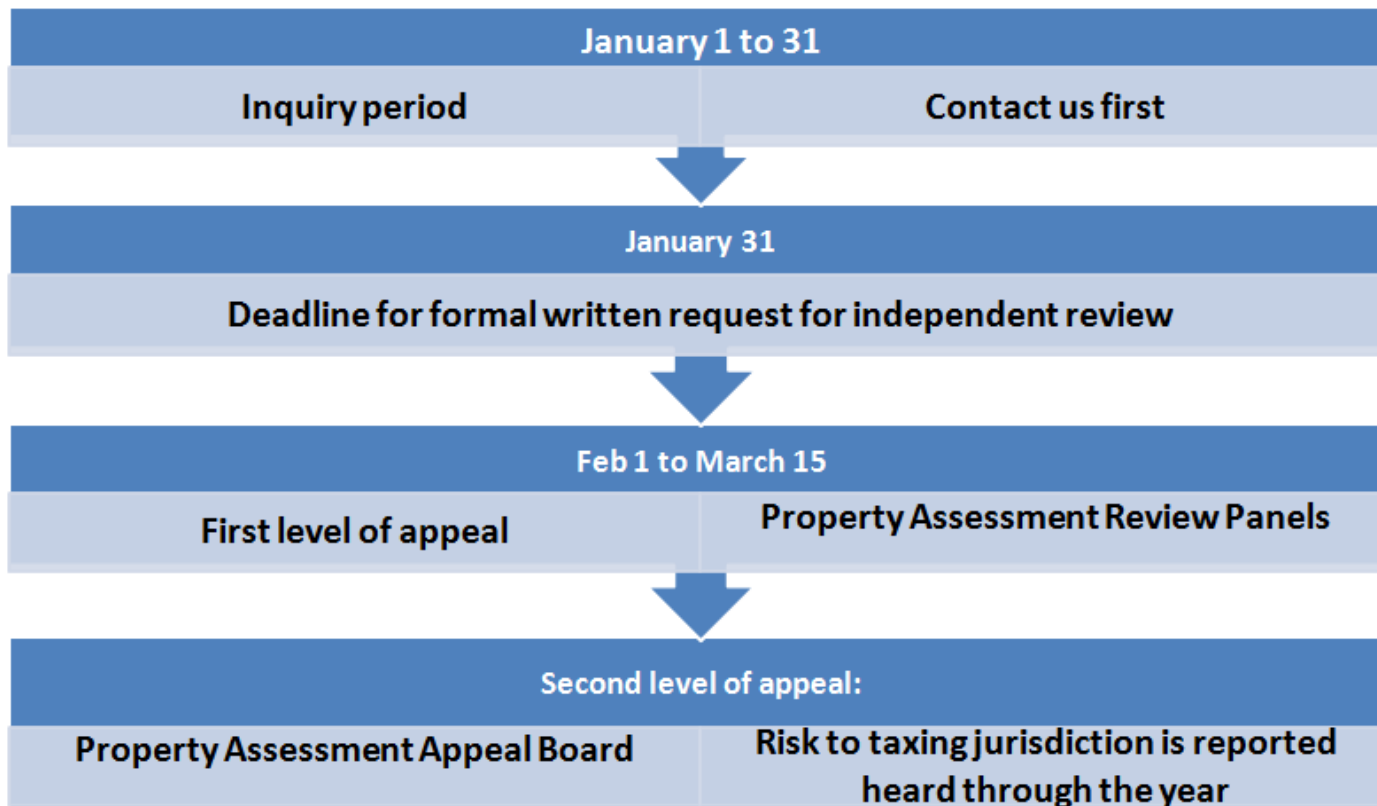 January 1 to 31
Inquiry period
Contact us first
January 31
Deadline for formal written request for independent review
Feb 1 to March 15
First level of appeal
Property Assessment Review Panels
Second level of appeal:
Property Assessment Appeal Board
Risk to taxing jurisdiction is reported
heard through the year